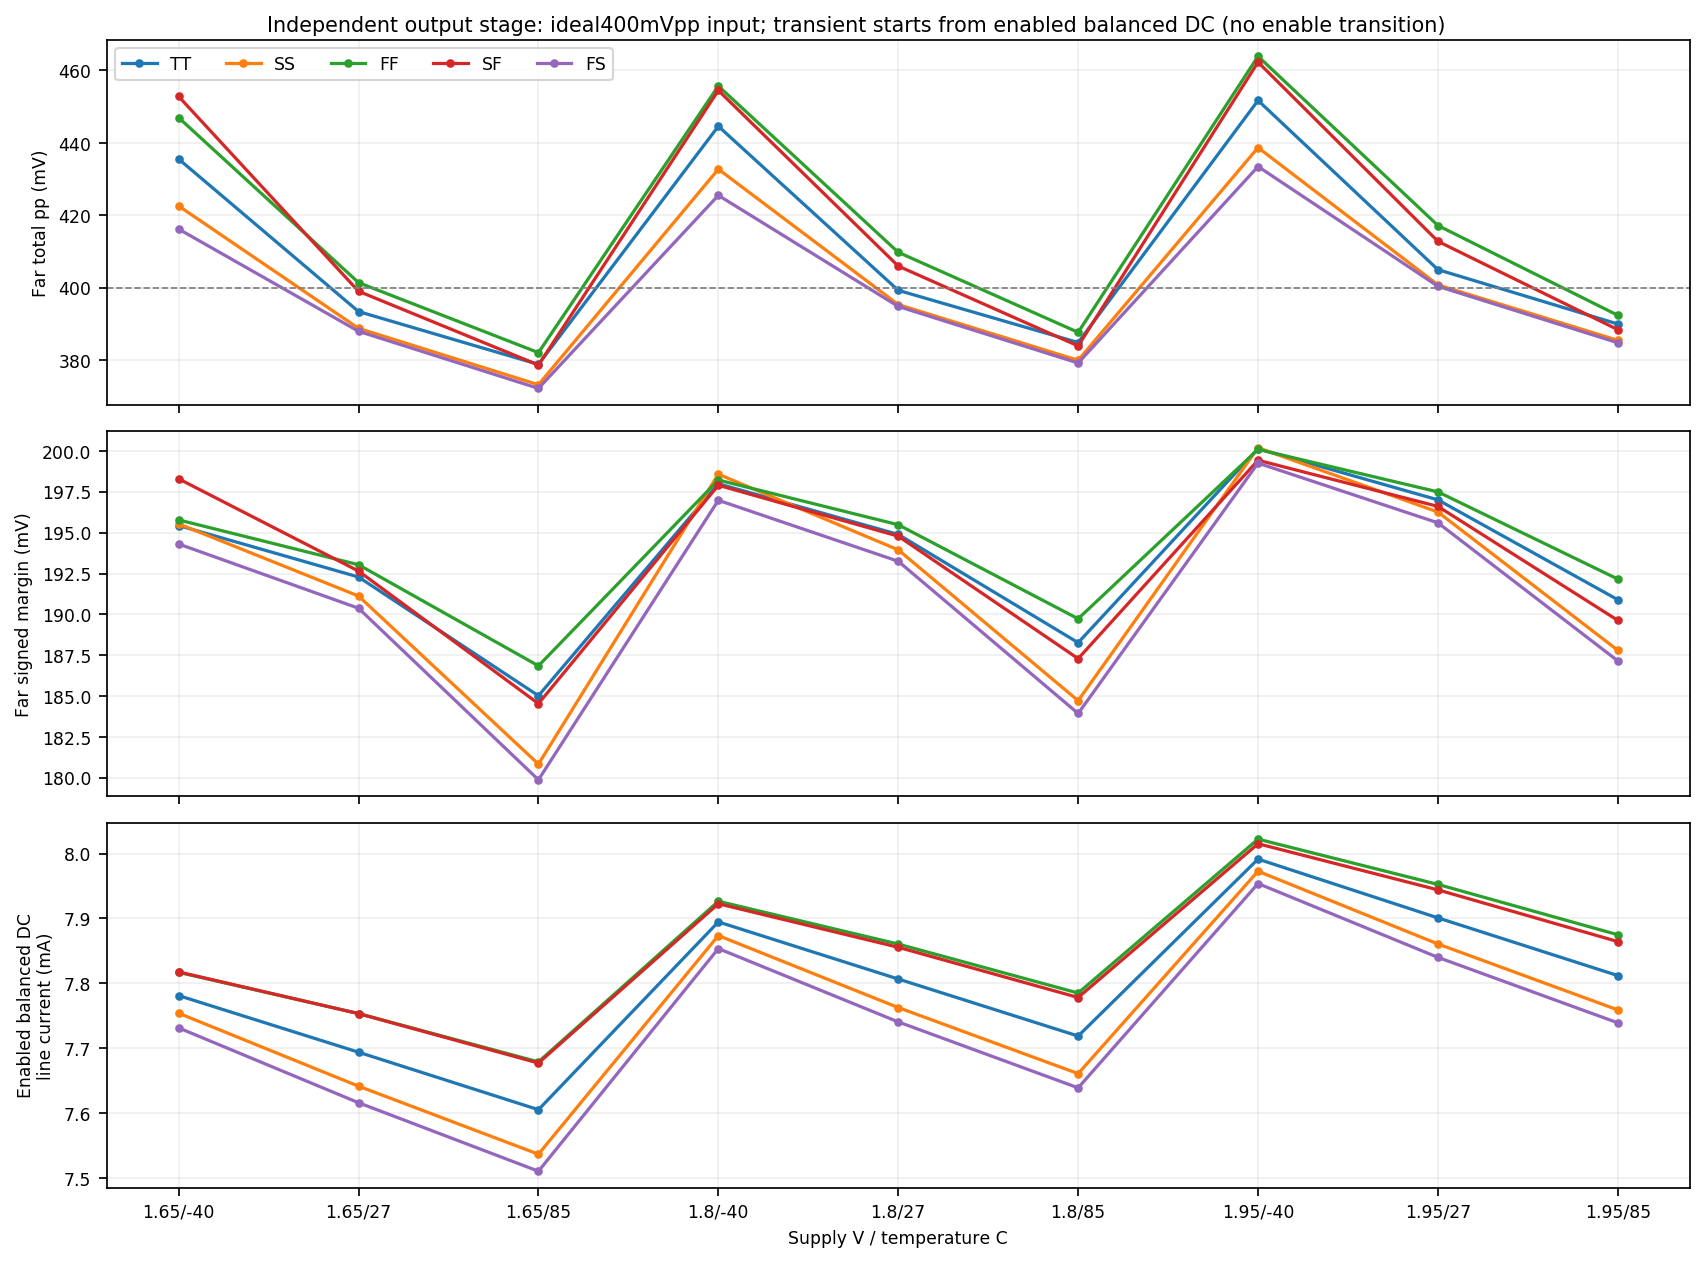 Independent output stage: ideal400mVpp input; transient starts from enabled balanced DC (no enable transition)
TT SS FF SF FS
Far total pp (mV)
460
440
420
400
380
Far signed margin (mV)
200.0
197.5
195.0
192.5
190.0
187.5
185.0
182.5
180.0
Enabled balanced DC
line current (mA)
8.0
7.9
7.8
7.7
7.6
7.5
1.65/-40 1.65/27 1.65/85 1.8/-40 1.8/27 1.8/85 1.95/-40 1.95/27 1.95/85
Supply V / temperature C